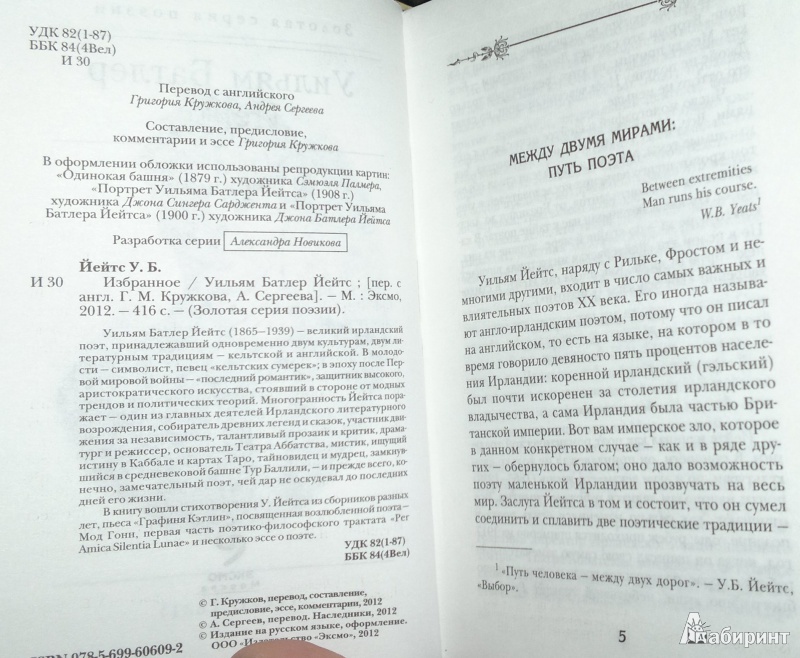 УДК 82(1-87)
ББК 84(4Вел)
И 30
Перевод с английского
Григория Кружкова, Андрея Сергеева
Составление, предисловие,
комментарии и эссе Григория Кружкова
В оформлении обложки использованы репродукции картин:
«Одинокая башня» (1879 г.) художника Сэмюэля Палмера,
«Портрет Уильяма Батлера Йейтса» (1908 г.)
художника Джона Сингера Сарджента и «Портрет Уильяма
Батлера Йейтса» (1900 г.) художника Джона Батлера Йейтса
Разработка серии Александра Новикова
Йейтс У. Б.
И 30 Избранное / Уильям Батлер Йейтс ; [пер. с
англ. Г. М. Кружкова, А. Сергеева]. – М. : Эксмо,
2012. – 416 с. – (Золотая серия поэзии).
Уильям Батлер Йейтс (1865–1939) – великий ирландский
поэт, принадлежавший одновременно двум культурам, двум ли-
тературным традициям – кельтской и английской. В молодо-
сти – символист, певец «кельтских сумерек»; в эпоху после Пер-
вой мировой войны – «последний романтик», защитник высокого,
аристократического искусства, стоявший в стороне от модных
трендов и политических теорий. Многогранность Йейтса пора-
жает – один из главных деятелей Ирландского литературного
возрождения, собиратель древних легенд и сказок, участник дви-
жения за независимость, талантливый прозаик и критик, драма-
тург и режиссер, основатель Театра Аббатства, мистик, ищущий
истину в Каббале и картах Таро, тайновидец и мудрец, замкнув-
шийся в средневековой башне Тур Баллили, – и прежде всего, ко-
нечно, замечательный поэт, чей дар не оскудевал до последних
дней его жизни.
В книгу вошли стихотворения У. Йейтса из сборников разных
лет, пьеса «Графиня Кэтлин», посвященная возлюбленной поэта –
Мод Гонн, первая часть поэтико-философского трактата «Per
Amica Silentia Lunae» и несколько эссе о поэте.
УДК 82(1-87)
ББК 84(4Вел)
© Г. Кружков, перевод, составление,
предисловие, эссе, комментарии, 2012
© А. Сергеев, перевод. Наследники, 2012
© Издание на русском языке, оформление.
ООО «Издательство «Эксмо», 2012
ISBN 978-5-699-60609-2
МЕЖДУ ДВУМЯ МИРАМИ:
ПУТЬ ПОЭТА
Between extremities
Man runs his course.
W.B. Yeats¹
Уильям Йейтс, наряду с Рильке, Фростом и не-
многими другими, входит в число самых важных и
влиятельных поэтов XX века. Его иногда называ-
ют англо-ирландским поэтом, потому что он писал
на английском, то есть на языке, на котором в то
время говорило девяносто пять процентов населе-
ния Ирландии: коренной ирландский (гэльский)
был почти искоренен за столетия ирландского
владычества, а сама Ирландия была частью Бри-
танской империи. Вот вам имперское зло, которое
в данном конкретном случае – как и в ряде дру-
гих – обернулось благом; оно дало возможность
поэту маленькой Ирландии прозвучать на весь
мир. Заслуга Йейтса в том и состоит, что он сумел
соединить и сплавить две поэтические традиции –
¹ «Путь человека – между двух дорог». – У.Б. Йейтс,
«Выбор».
5
Лабиринт